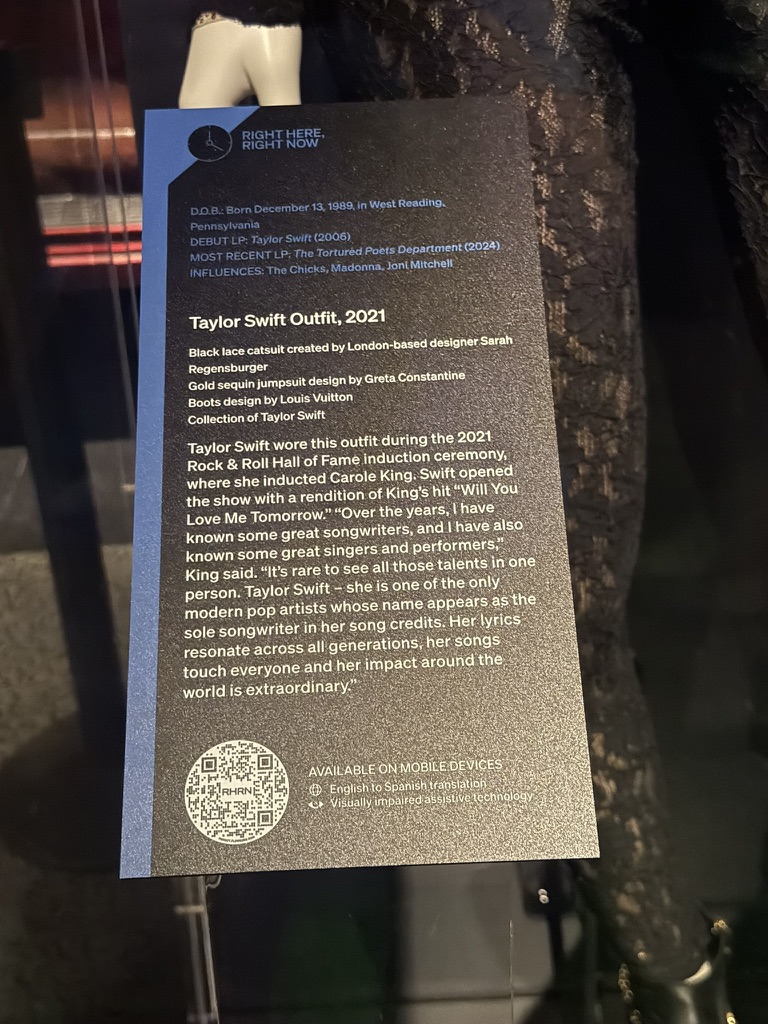 RIGHT HERE,
RIGHT NOW
D.O.B.: Born December 13, 1989, in West Reading,
Pennsylvania
DEBUT LP: Taylor Swift (2006)
MOST RECENT LP: The Tortured Poets Department (2024)
INFLUENCES: The Chicks, Madonna, Joni Mitchell
Taylor Swift Outfit, 2021
Black lace catsuit created by London-based designer Sarah
Regensburger
Gold sequin jumpsuit design by Greta Constantine
Boots design by Louis Vuitton
Collection of Taylor Swift
Taylor Swift wore this outfit during the 2021
Rock & Roll Hall of Fame induction ceremony,
where she inducted Carole King. Swift opened
the show with a rendition of King's hit “Will You
Love Me Tomorrow.” “Over the years, I have
known some great songwriters, and I have also
known some great singers and performers,”
King said. “It's rare to see all those talents in one
person. Taylor Swift – she is one of the only
modern pop artists whose name appears as the
sole songwriter in her song credits. Her lyrics
resonate across all generations, her songs
touch everyone and her impact around the
world is extraordinary.”
RHRN
AVAILABLE ON MOBILE DEVICES
English to Spanish translation
Visually impaired assistive technology